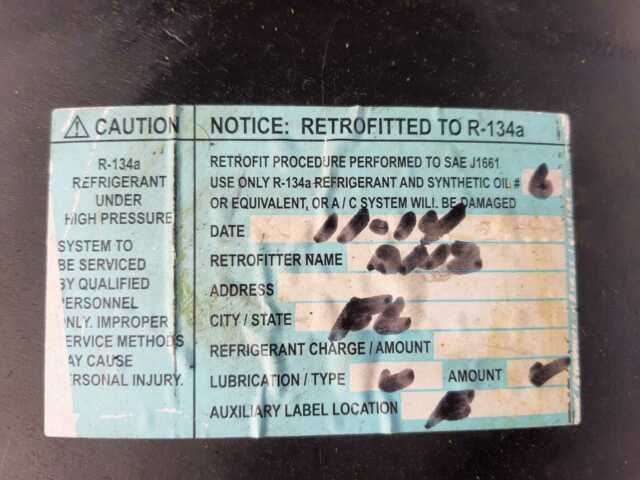 ⚠ CAUTION
R-134a
REFRIGERANT
UNDER
HIGH PRESSURE
SYSTEM TO
BE SERVICED
BY QUALIFIED
PERSONNEL
ONLY. IMPROPER
SERVICE METHODS
MAY CAUSE
PERSONAL INJURY.
NOTICE: RETROFITTED TO R-134a
RETROFIT PROCEDURE PERFORMED TO SAE J1661
USE ONLY R-134a REFRIGERANT AND SYNTHETIC OIL # 6
OR EQUIVALENT, OR A / C SYSTEM WILL BE DAMAGED
DATE 11-14
RETROFITTER NAME
ADDRESS
CITY / STATE
REFRIGERANT CHARGE / AMOUNT
LUBRICATION / TYPE AMOUNT
AUXILIARY LABEL LOCATION